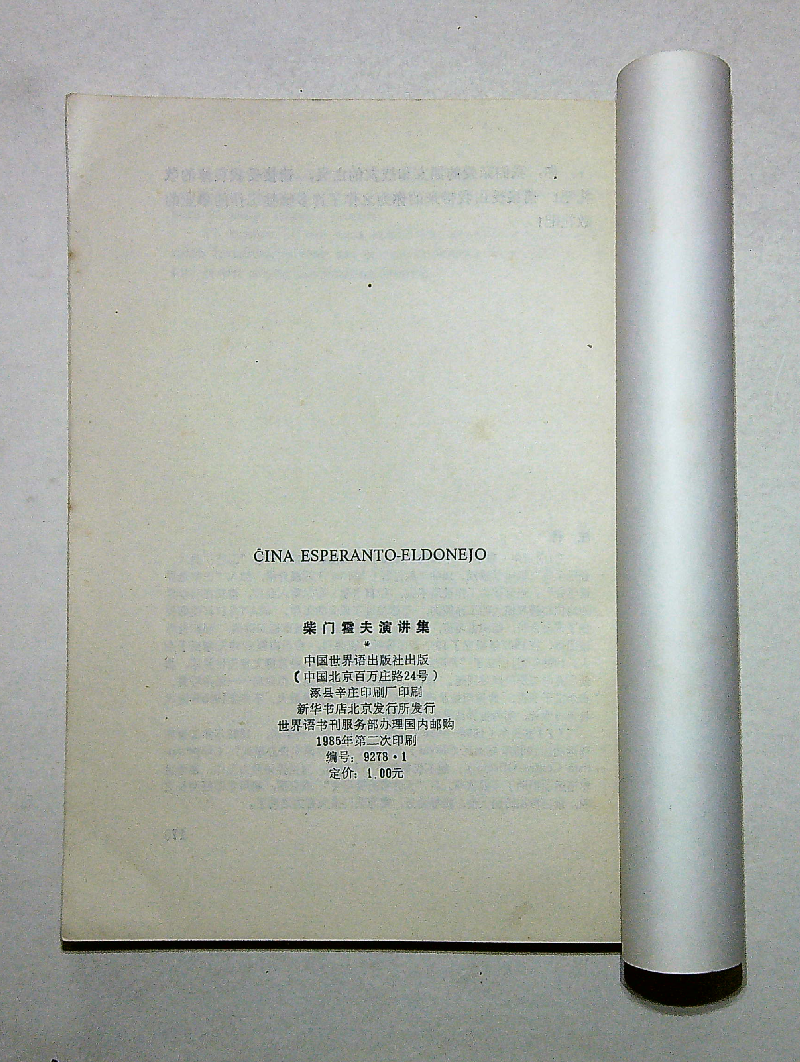 ĈINA ESPERANTO-ELDONEJO
柴门霍夫演讲集
*
中国世界语出版社出版
(中国北京百万庄路24号)
涿县辛庄印刷厂印刷
新华书店北京发行所发行
世界语书刊服务部办理国内邮购
1985年第二次印刷
编号: 9278·1
定价: 1.00元